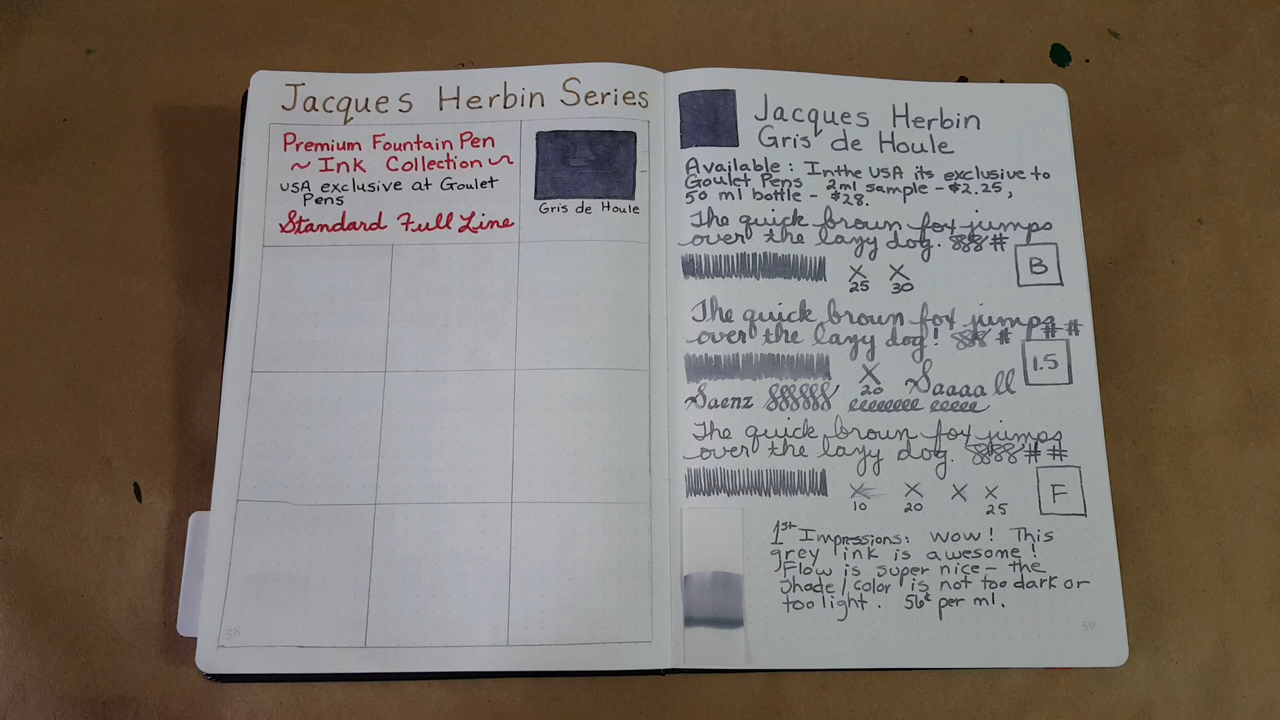 Jacques Herbin Series
Premium Fountain Pen
~ Ink Collection ~
USA exclusive at Goulet
Pens
Standard Full Line
Gris de Houle
58
Jacques Herbin
Gris de Houle
Available: In the USA its exclusive to
Goulet Pens 2ml sample - $2.25,
50 ml bottle - $28.
The quick brown fox jumps
over the lazy dog. 888 #
B
X X
25 30
The quick brown fox jumps # #
over the lazy dog! 88 #
1.5
X
20
Saaaall
Saenz 888888 eeeeeeee eeeee
The quick brown fox jumps
over the lazy dog. 888 # #
F
X X X X
10 20 25
1st Impressions: Wow! This
grey ink is awesome!
Flow is super nice - the
shade/color is not too dark or
too light. 56¢ per ml.
59